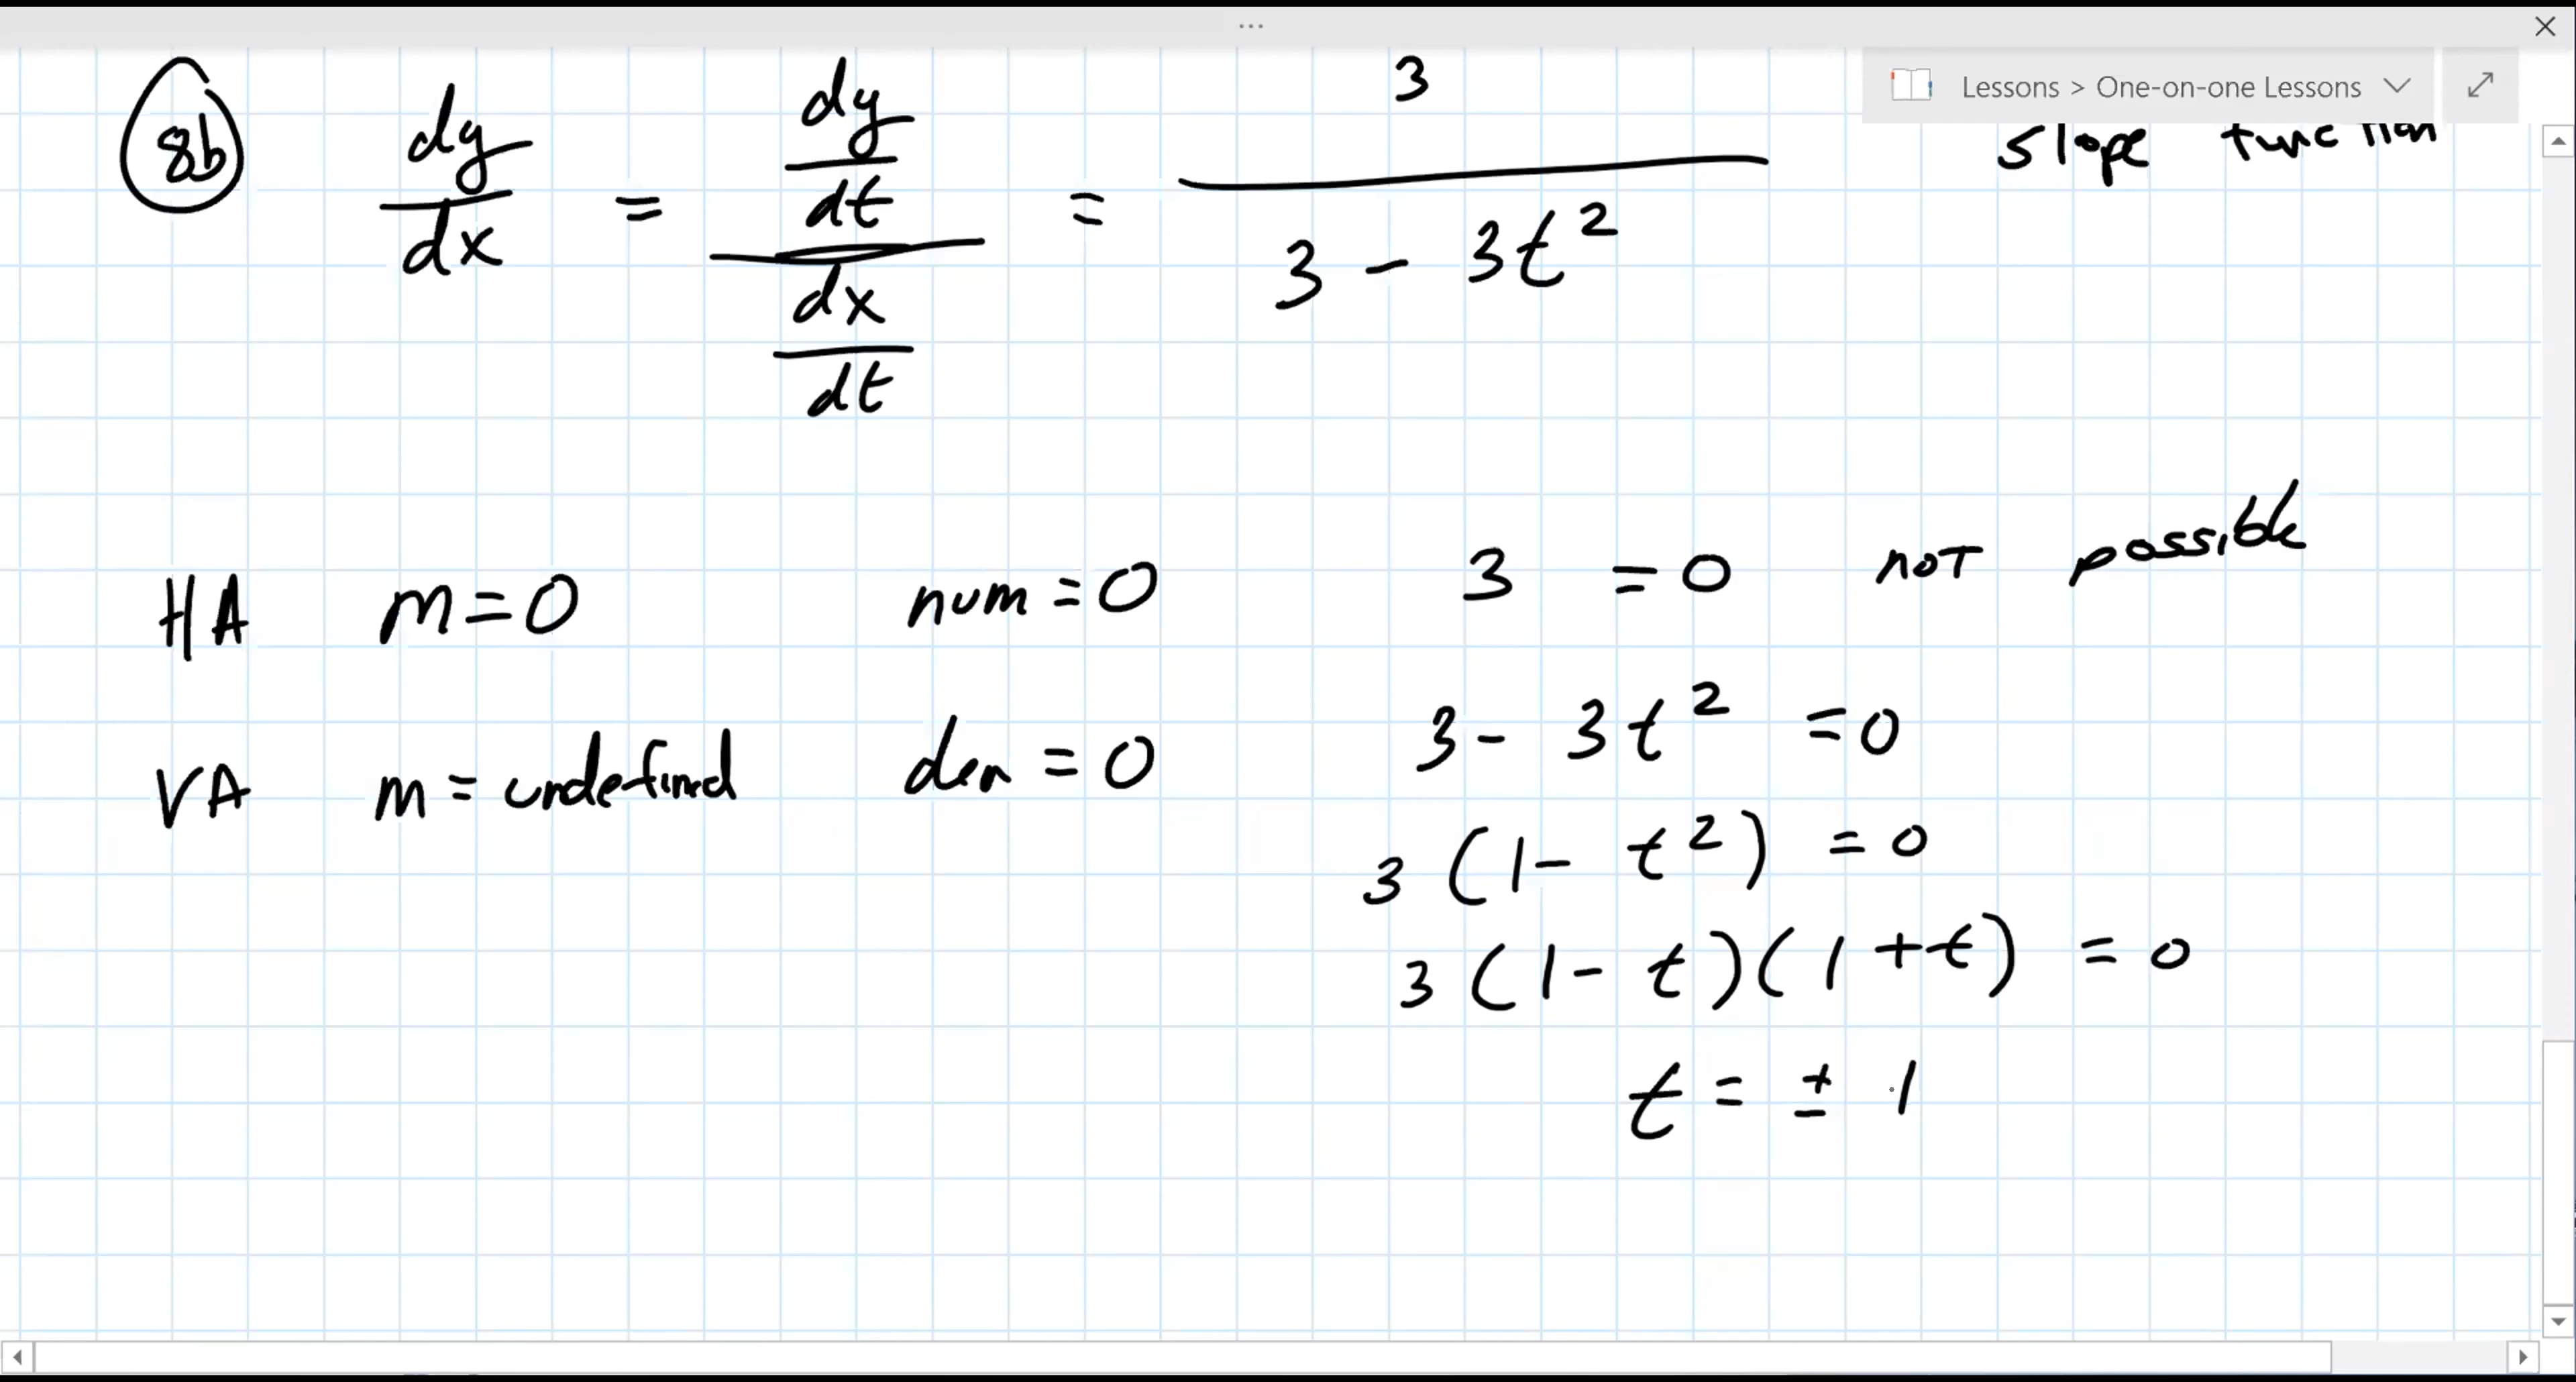 Lessons > One-on-one Lessons
8b dy/dx = dy/dt / dx/dt = 3 / 3 - 3t² slope function
HA m=0 num=0 3 =0 not possible
VA m= undefined den =0 3 - 3t² =0
3 (1- t²) = 0
3 (1- t)(1 +t) = 0
t = ± 1